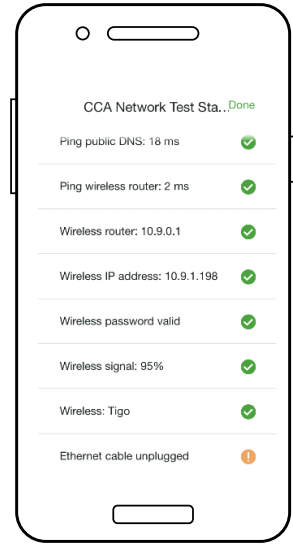 CCA Network Test Sta... Done
Ping public DNS: 18 ms
Ping wireless router: 2 ms
Wireless router: 10.9.0.1
Wireless IP address: 10.9.1.198
Wireless password valid
Wireless signal: 95%
Wireless: Tigo
Ethernet cable unplugged